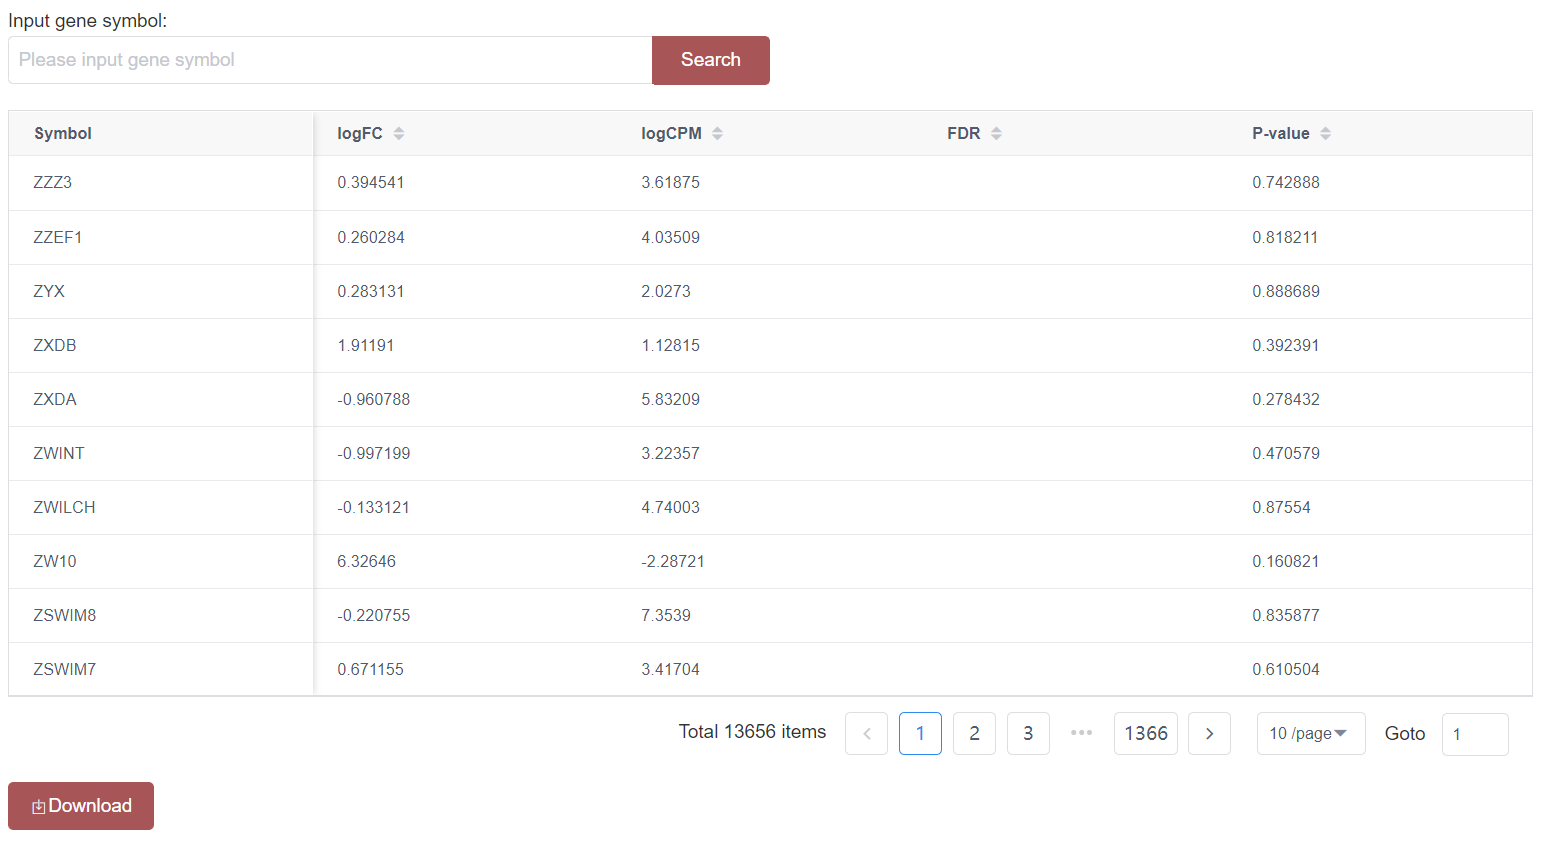 Input gene symbol:
Please input gene symbol Search
Symbol logFC logCPM FDR P-value
ZZZ3 0.394541 3.61875 0.742888
ZZEF1 0.260284 4.03509 0.818211
ZYX 0.283131 2.0273 0.888689
ZXDB 1.91191 1.12815 0.392391
ZXDA -0.960788 5.83209 0.278432
ZWINT -0.997199 3.22357 0.470579
ZWILCH -0.133121 4.74003 0.87554
ZW10 6.32646 -2.28721 0.160821
ZSWIM8 -0.220755 7.3539 0.835877
ZSWIM7 0.671155 3.41704 0.610504
Total 13656 items 1 2 3 ••• 1366 10 /page Goto 1
Download